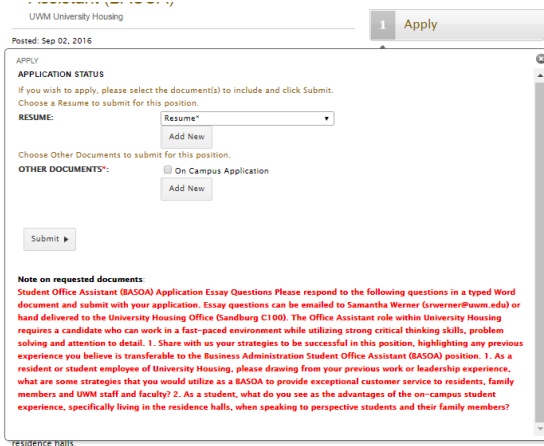 UWM University Housing
1 Apply
Posted: Sep 02, 2016
APPLY
APPLICATION STATUS
If you wish to apply, please select the document(s) to include and click Submit.
Choose a Resume to submit for this position.
RESUME: Resume*
Add New
Choose Other Documents to submit for this position.
OTHER DOCUMENTS*: On Campus Application
Add New
Submit
Note on requested documents:
Student Office Assistant (BASOA) Application Essay Questions Please respond to the following questions in a typed Word
document and submit with your application. Essay questions can be emailed to Samantha Werner (srwerner@uwm.edu) or
hand delivered to the University Housing Office (Sandburg C100). The Office Assistant role within University Housing
requires a candidate who can work in a fast-paced environment while utilizing strong critical thinking skills, problem
solving and attention to detail. 1. Share with us your strategies to be successful in this position, highlighting any previous
experience you believe is transferable to the Business Administration Student Office Assistant (BASOA) position. 1. As a
resident or student employee of University Housing, please drawing from your previous work or leadership experience,
what are some strategies that you would utilize as a BASOA to provide exceptional customer service to residents, family
members and UWM staff and faculty? 2. As a student, what do you see as the advantages of the on-campus student
experience, specifically living in the residence halls, when speaking to perspective students and their family members?
residence halls.